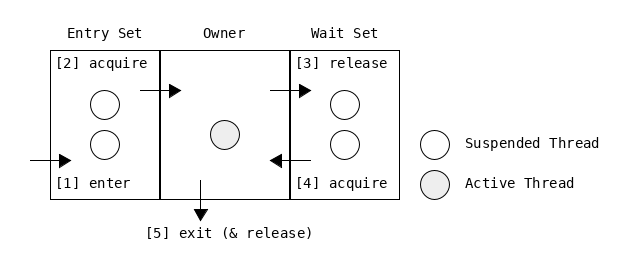 Entry Set
Owner
Wait Set
[2] acquire
[3] release
Suspended Thread
Active Thread
[1] enter
[4] acquire
[5] exit (& release)